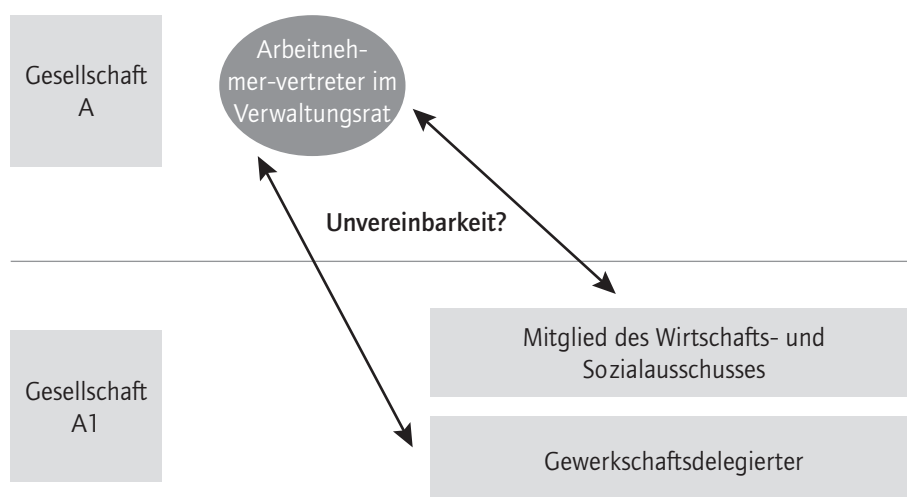 Gesellschaft
A
Arbeitneh-
mer-vertreter im
Verwaltungsrat
Unvereinbarkeit?
Gesellschaft
A1
Mitglied des Wirtschafts- und
Sozialausschusses
Gewerkschaftsdelegierter